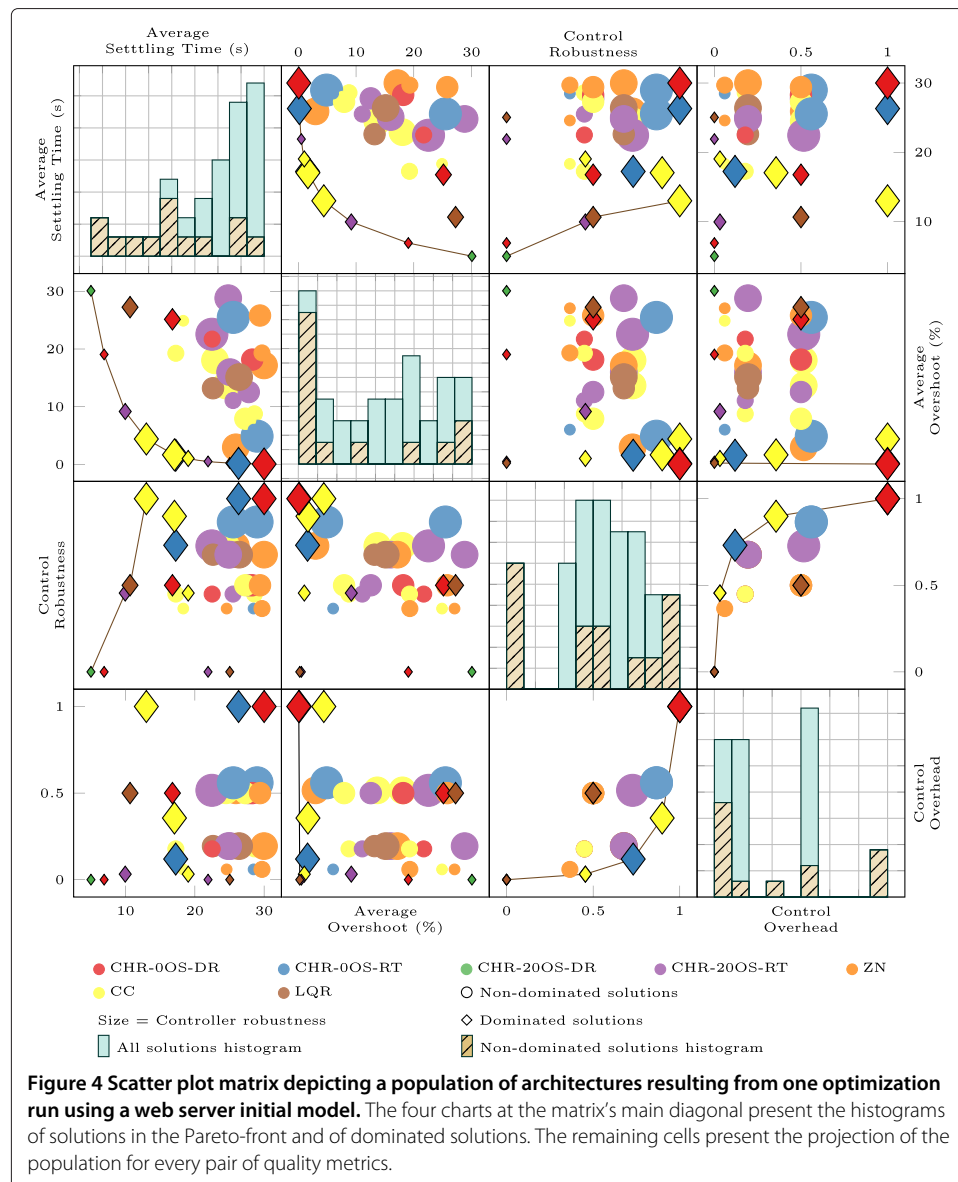 Average
Setttling Time (s)
0 10 20 30
Control
Robustness
0 0.5 1
Average
Setttling Time (s)
30
20
10
30
20
10
0
Average
Overshoot (%)
Control
Robustness
1
0.5
0
1
0.5
0
Control
Overhead
10 20 30
Average
Overshoot (%)
0 0.5 1
Control
Overhead
CHR-0OS-DR CHR-0OS-RT CHR-20OS-DR CHR-20OS-RT ZN
CC LQR Non-dominated solutions
Size = Controller robustness Dominated solutions
All solutions histogram Non-dominated solutions histogram
Figure 4 Scatter plot matrix depicting a population of architectures resulting from one optimization
run using a web server initial model. The four charts at the matrix's main diagonal present the histograms
of solutions in the Pareto-front and of dominated solutions. The remaining cells present the projection of the
population for every pair of quality metrics.